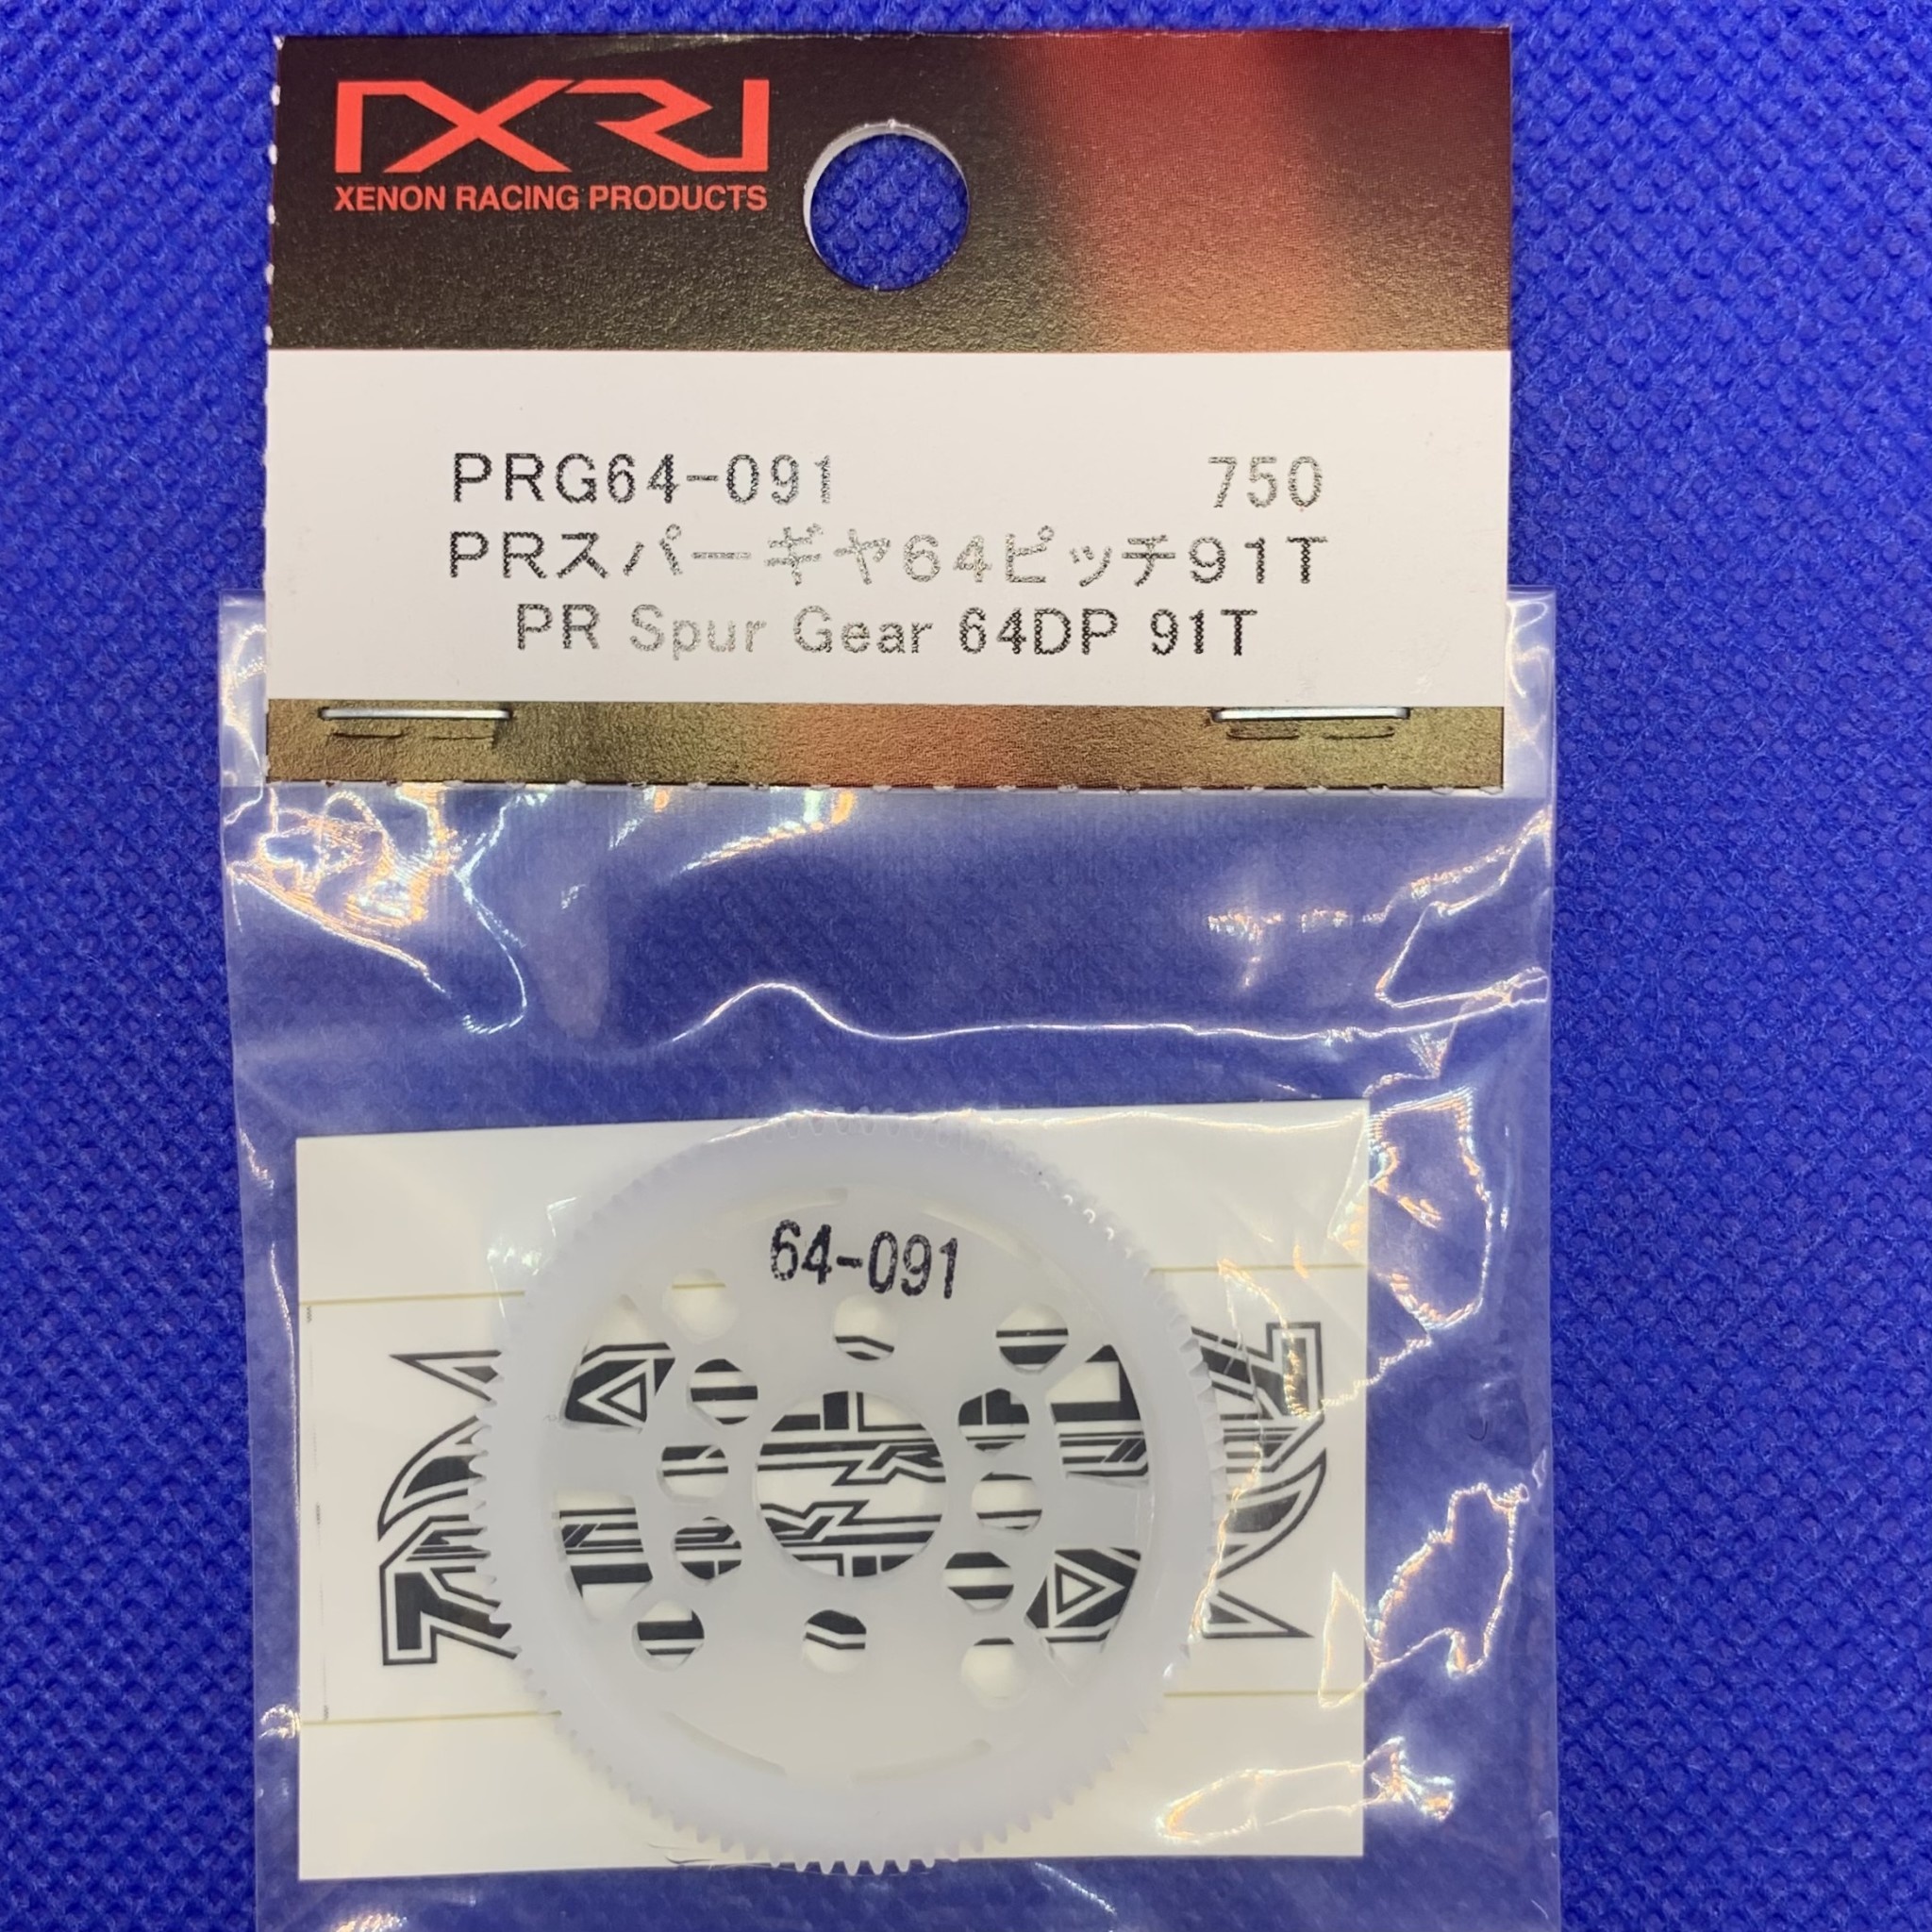 XRI
XENON RACING PRODUCTS
PRG64-091 750
PRスパーギヤ64ピッチ91T
PR Spur Gear 64DP 91T
64-091